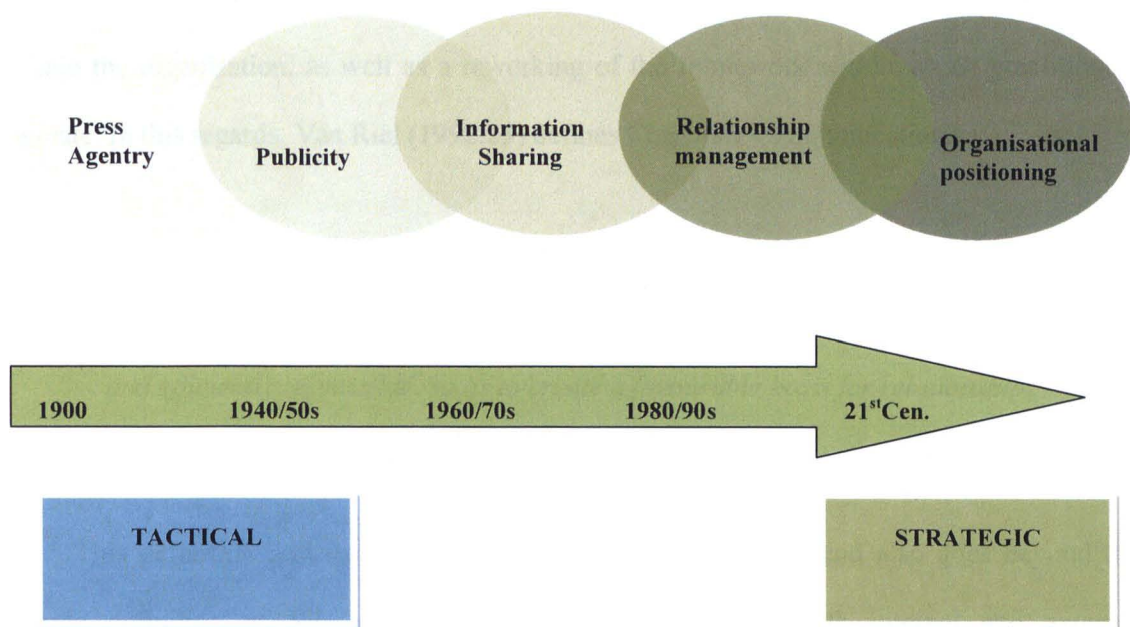 Press
Agentry
Publicity
Information
Sharing
Relationship
management
Organisational
positioning
1900
1940/50s
1960/70s
1980/90s
21stCen.
TACTICAL
STRATEGIC